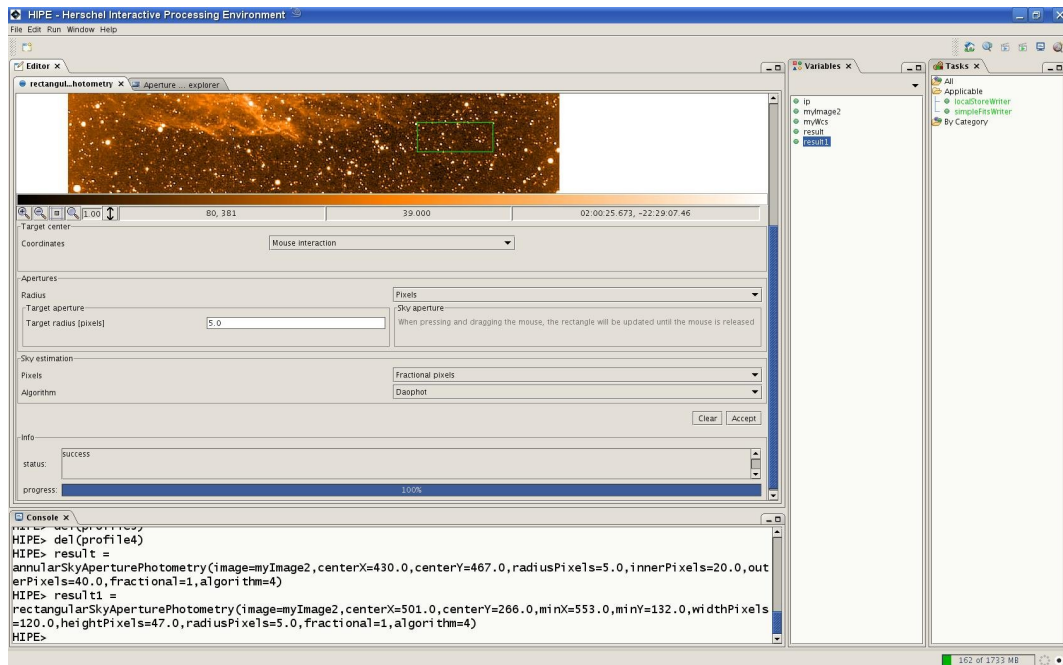 HIPE - Herschel Interactive Processing Environment
File Edit Run Window Help
Editor ×
rectangul...hotometry ×
Aperture ... explorer
1.00
80, 381
39.000
02:00:25.673, -22:29:07.46
Target center
Coordinates
Mouse interaction
Apertures
Radius
Pixels
Target aperture
Target radius [pixels]
5.0
Sky aperture
When pressing and dragging the mouse, the rectangle will be updated until the mouse is released
Sky estimation
Pixels
Fractional pixels
Algorithm
Daophot
Clear
Accept
Info
status:
success
progress:
100%
Console ×
HIPE> del(profile4)
HIPE> result =
annularSkyAperturePhotometry(image=myImage2,centerX=430.0,centerY=467.0,radiusPixels=5.0,innerPixels=20.0,out
erPixels=40.0,fractional=1,algorithm=4)
HIPE> result1 =
rectangularSkyAperturePhotometry(image=myImage2,centerX=501.0,centerY=266.0,minX=553.0,minY=132.0,widthPixels
=120.0,heightPixels=47.0,radiusPixels=5.0,fractional=1,algorithm=4)
HIPE>
Variables ×
ip
myImage2
myWcs
result
result1
Tasks ×
All
Applicable
localStoreWriter
simpleFitsWriter
By Category
162 of 1733 MB